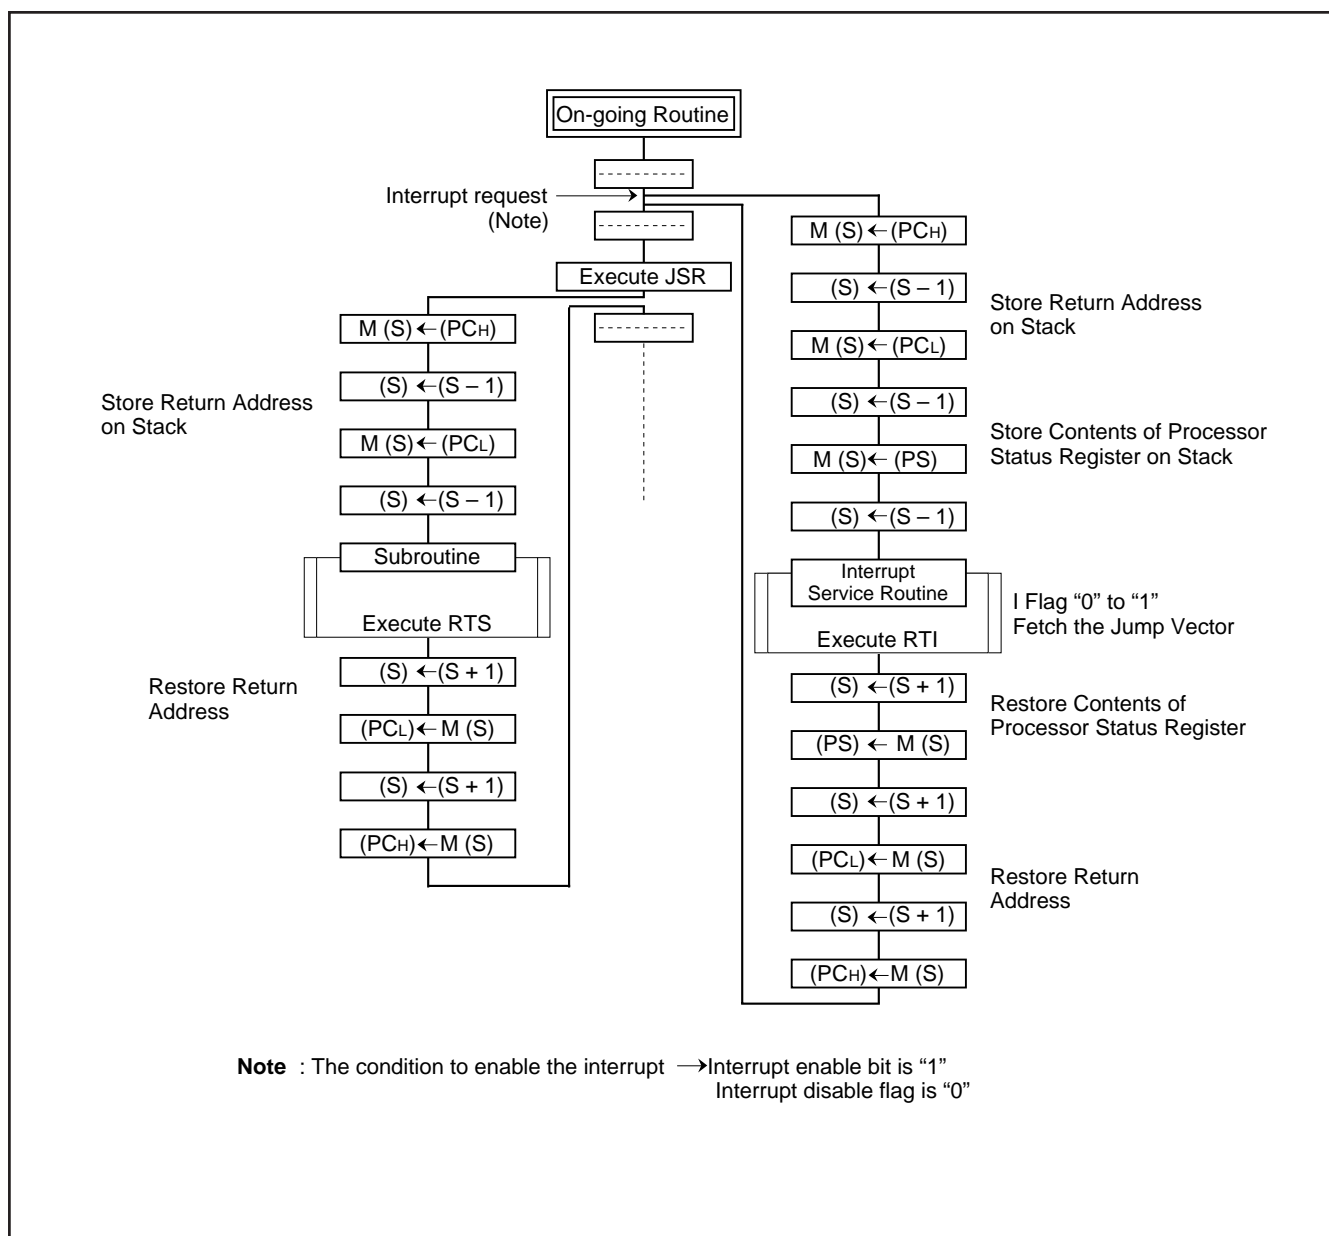 On-going Routine
Interrupt request
(Note)
Execute JSR
M (S) ← (PCH)
(S) ← (S – 1)
M (S) ← (PCL)
(S) ← (S – 1)
Store Return Address
on Stack
Subroutine
Execute RTS
(S) ← (S + 1)
(PCL) ← M (S)
(S) ← (S + 1)
(PCH) ← M (S)
Restore Return
Address
M (S) ← (PCH)
(S) ← (S – 1)
M (S) ← (PCL)
(S) ← (S – 1)
M (S) ← (PS)
(S) ← (S – 1)
Store Return Address
on Stack
Store Contents of Processor
Status Register on Stack
Interrupt
Service Routine
Execute RTI
I Flag “0” to “1”
Fetch the Jump Vector
(S) ← (S + 1)
(PS) ← M (S)
(S) ← (S + 1)
(PCL) ← M (S)
(S) ← (S + 1)
(PCH) ← M (S)
Restore Contents of
Processor Status Register
Restore Return
Address
Note : The condition to enable the interrupt → Interrupt enable bit is “1”
Interrupt disable flag is “0”